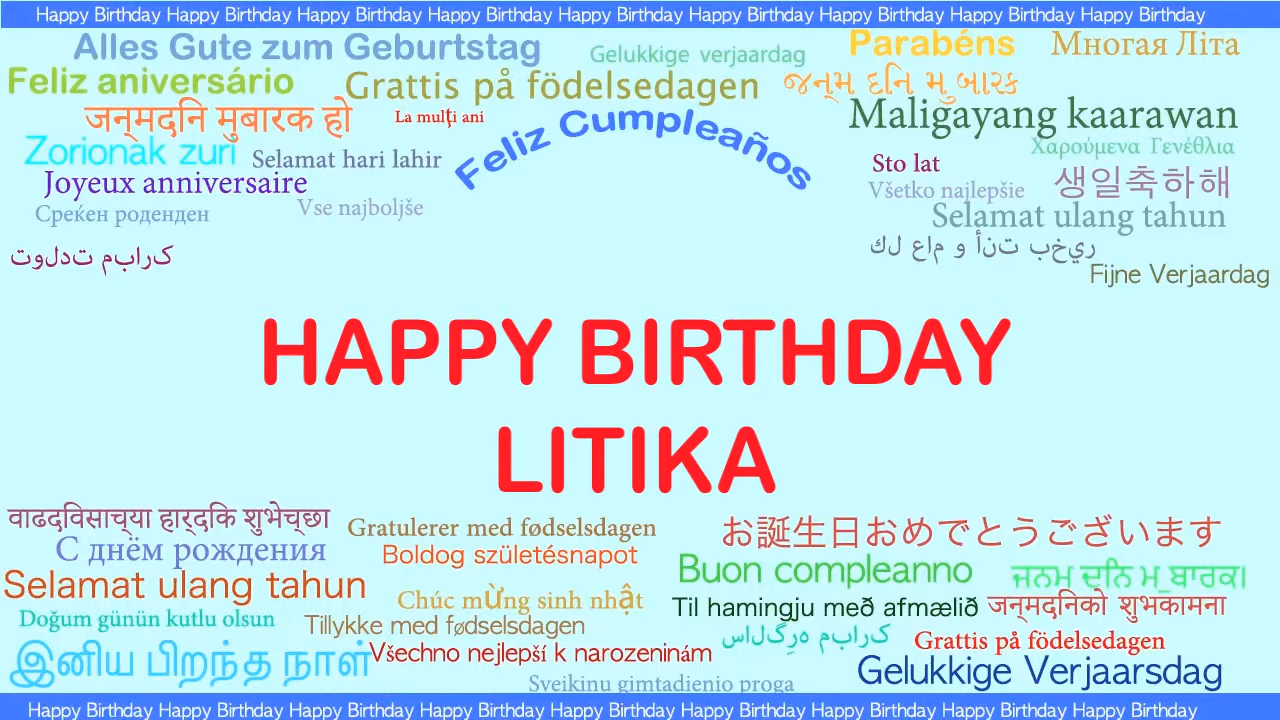 Happy Birthday Happy Birthday Happy Birthday Happy Birthday Happy Birthday Happy Birthday Happy Birthday Happy Birthday Happy Birthday
Alles Gute zum Geburtstag
Gelukkige verjaardag
Parabéns
Многая Літа
Feliz aniversário
Grattis på födelsedagen
જન્મ દિન મુબારક
जन्मदिन मुबारक हो
La mulţi ani
Feliz Cumpleaños
Maligayang kaarawan
Zorionak zuri
Selamat hari lahir
Χαρούμενα Γενέθλια
Sto lat
Joyeux anniversaire
Všetko najlepšie
생일축하해
Среќен роденден
Vse najboljše
Selamat ulang tahun
تولدت مبارک
كل عام و أنت بخير
Fijne Verjaardag
HAPPY BIRTHDAY
LITIKA
वाढदिवसाच्या हार्दिक शुभेच्छा
Gratulerer med fødselsdagen
お誕生日おめでとうございます
С днём рождения
Boldog születésnapot
Buon compleanno
ਜਨਮ ਦਿਨ ਮੁਬਾਰਕ।
Selamat ulang tahun
Chúc mừng sinh nhật
Til hamingju með afmælið
जन्मदिनको शुभकामना
Doğum günün kutlu olsun
Tillykke med fødselsdagen
سالگرہ مبارک
Grattis på födelsedagen
இனிய பிறந்த நாள்
Všechno nejlepší k narozeninám
Gelukkige Verjaarsdag
Sveikinu gimtadienio proga
Happy Birthday Happy Birthday Happy Birthday Happy Birthday Happy Birthday Happy Birthday Happy Birthday Happy Birthday Happy Birthday